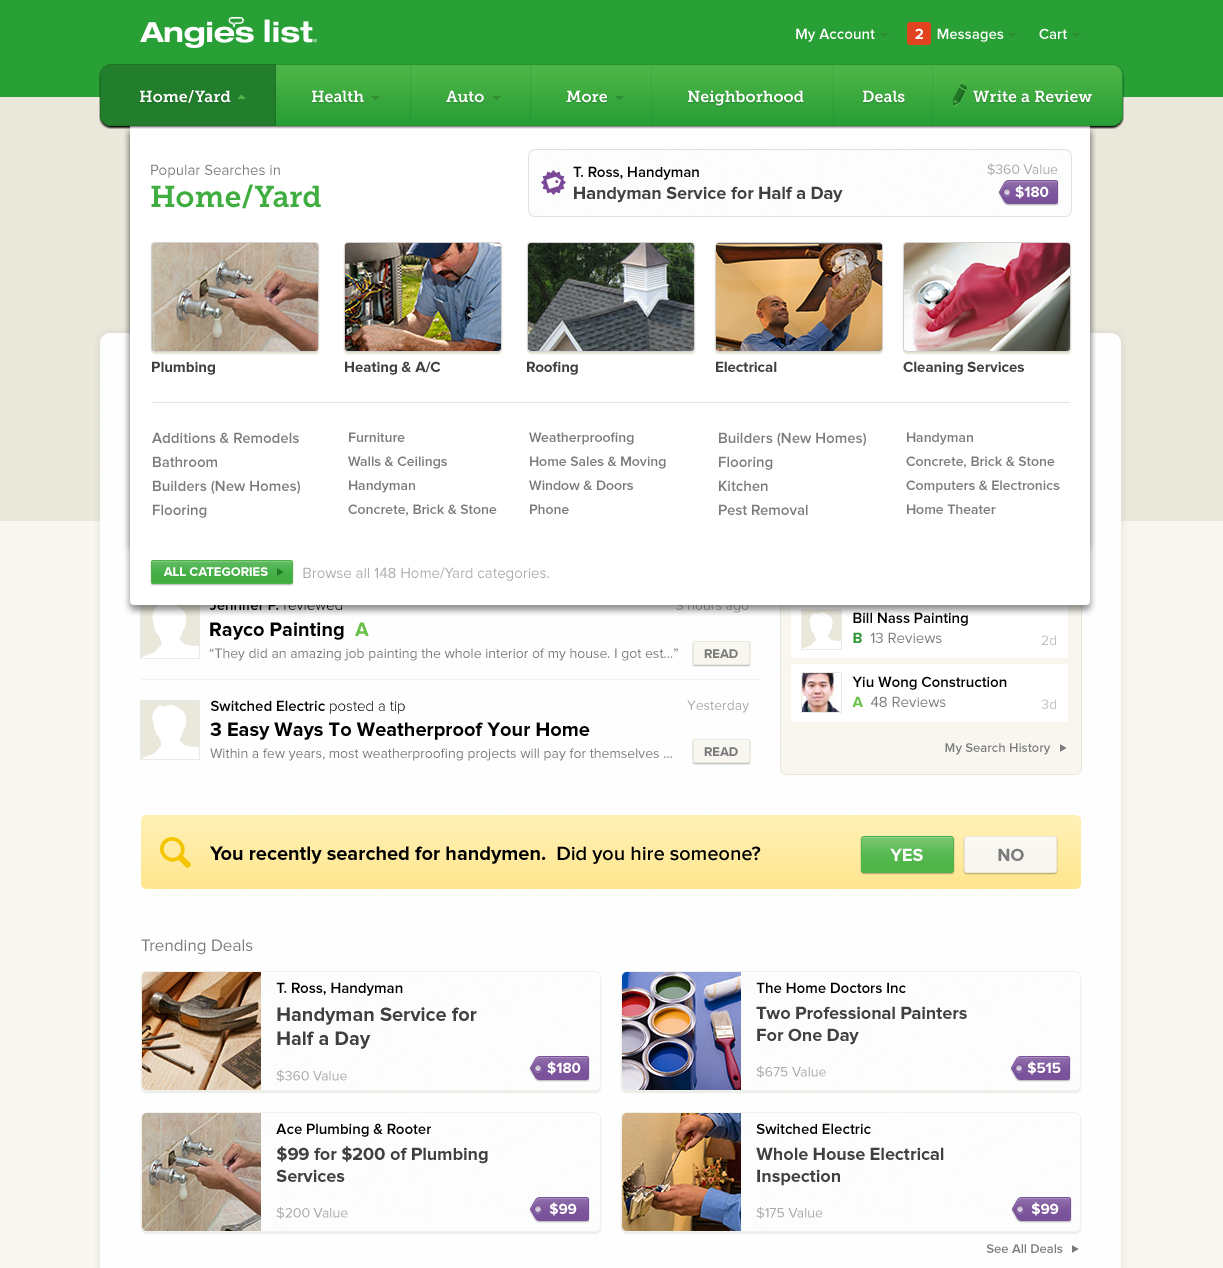 Angie's list
My Account
2 Messages
Cart
Home/Yard
Health
Auto
More
Neighborhood
Deals
Write a Review
Popular Searches in
Home/Yard
T. Ross, Handyman
Handyman Service for Half a Day
$360 Value
$180
Plumbing
Heating & A/C
Roofing
Electrical
Cleaning Services
Additions & Remodels
Bathroom
Builders (New Homes)
Flooring
Furniture
Walls & Ceilings
Handyman
Concrete, Brick & Stone
Weatherproofing
Home Sales & Moving
Window & Doors
Phone
Builders (New Homes)
Flooring
Kitchen
Pest Removal
Handyman
Concrete, Brick & Stone
Computers & Electronics
Home Theater
ALL CATEGORIES
Browse all 148 Home/Yard categories.
Jennifer P. reviewed
3 hours ago
Rayco Painting A
“They did an amazing job painting the whole interior of my house. I got est...”
READ
Switched Electric posted a tip
Yesterday
3 Easy Ways To Weatherproof Your Home
Within a few years, most weatherproofing projects will pay for themselves ...
READ
Bill Nass Painting
B 13 Reviews
2d
Yiu Wong Construction
A 48 Reviews
3d
My Search History
You recently searched for handymen. Did you hire someone?
YES
NO
Trending Deals
T. Ross, Handyman
Handyman Service for
Half a Day
$360 Value
$180
The Home Doctors Inc
Two Professional Painters
For One Day
$675 Value
$515
Ace Plumbing & Rooter
$99 for $200 of Plumbing
Services
$200 Value
$99
Switched Electric
Whole House Electrical
Inspection
$175 Value
$99
See All Deals